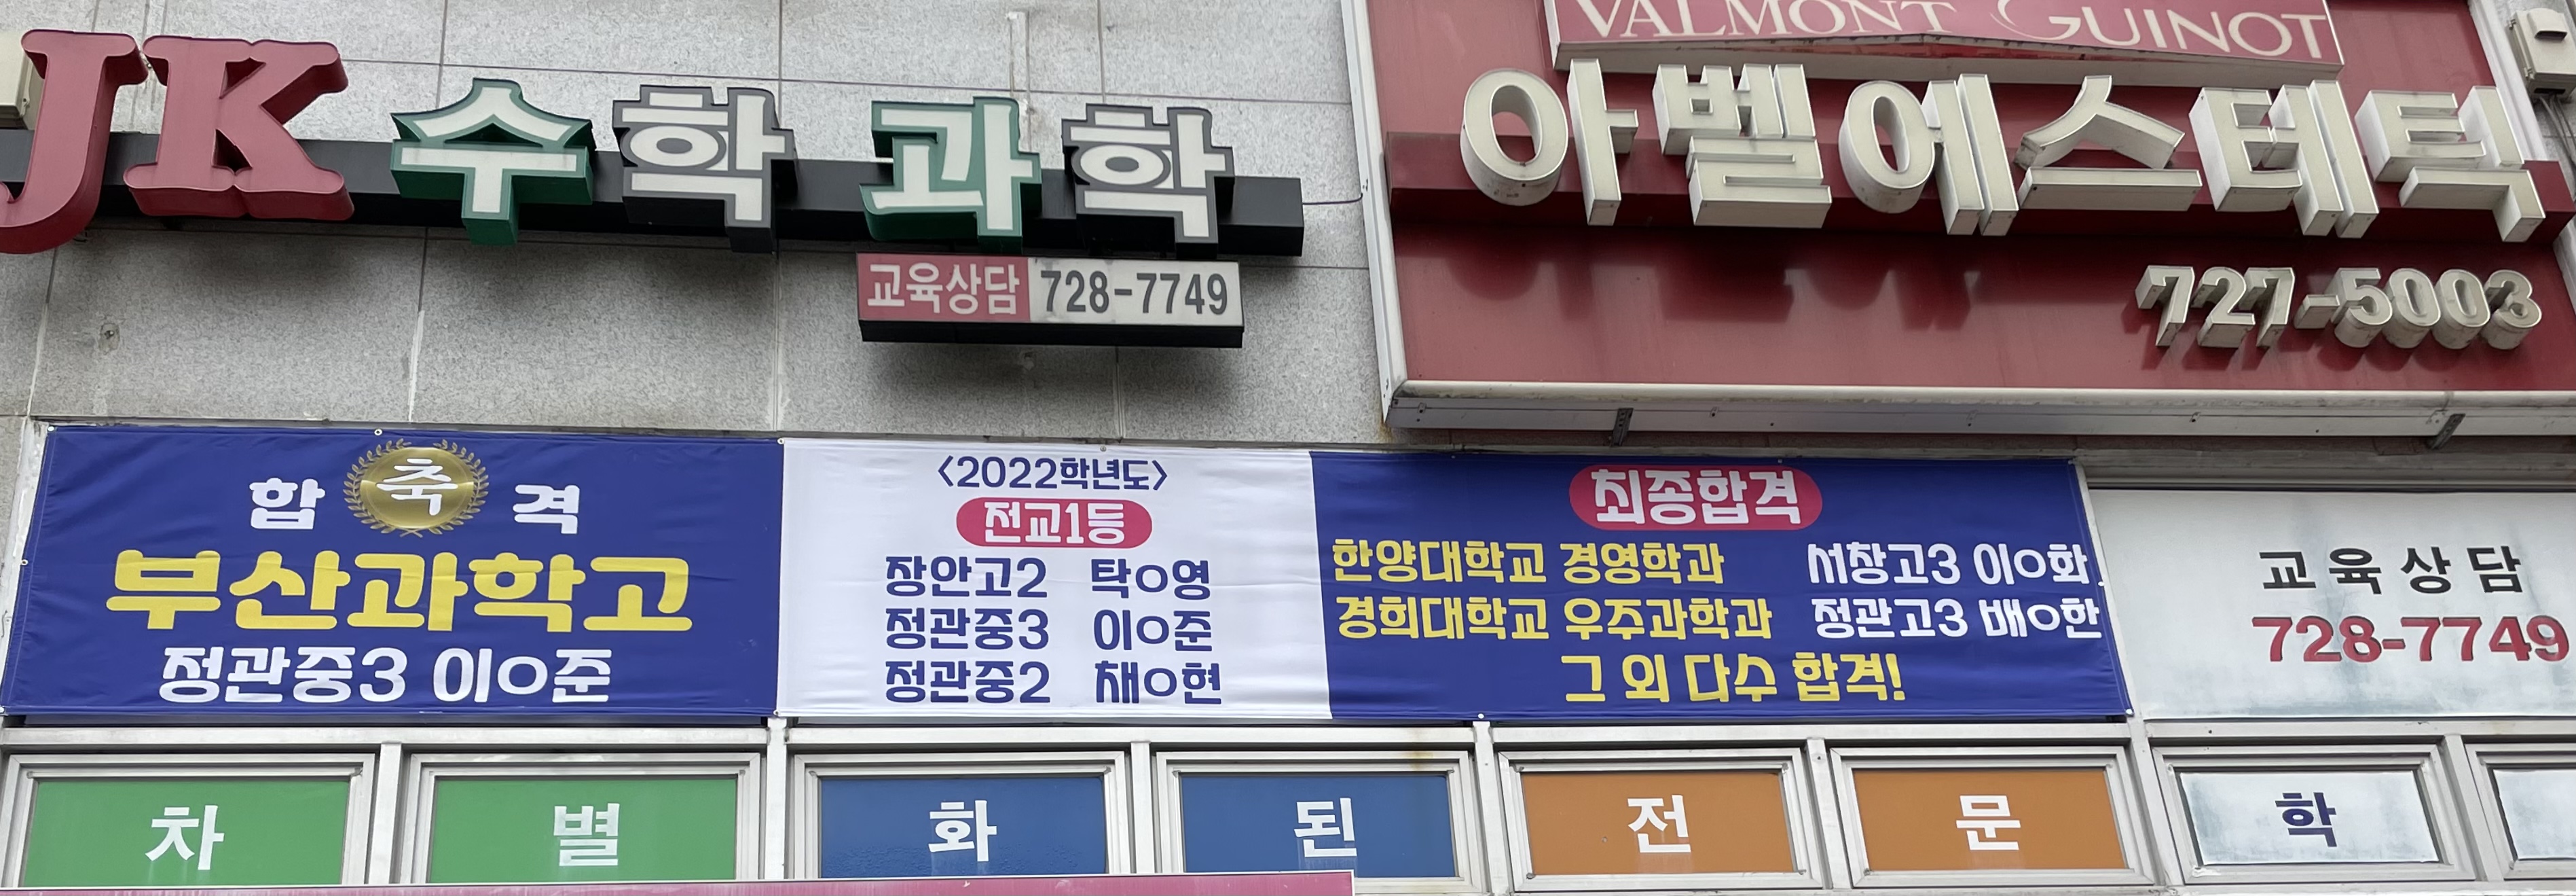 JK 수학 과학
교육상담 728-7749
VALMONT GUINOT
아벨에스테틱
727-5003
합 축 격
부산과학고
정관중3 이O준
<2022학년도>
전교1등
장안고2 탁O영
정관중3 이O준
정관중2 채O현
최종합격
한양대학교 경영학과 서창고3 이O화
경희대학교 우주과학과 정관고3 배O한
그 외 다수 합격!
교육상담
728-7749
차별화된전문학